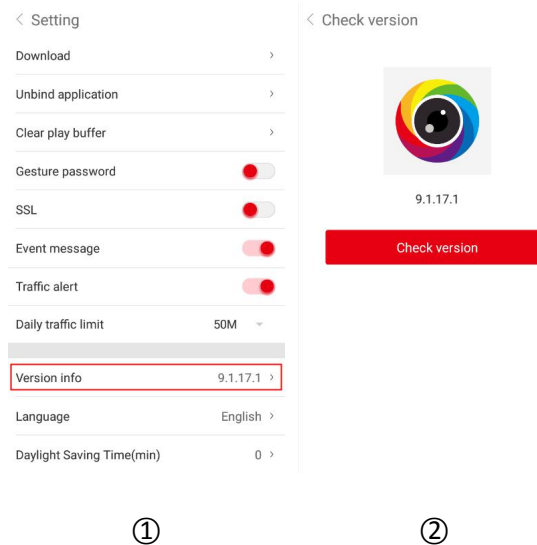 < Setting
Download >
Unbind application >
Clear play buffer >
Gesture password
SSL
Event message
Traffic alert
Daily traffic limit 50M
Version info 9.1.17.1 >
Language English >
Daylight Saving Time(min) 0 >
①
< Check version
9.1.17.1
Check version
②